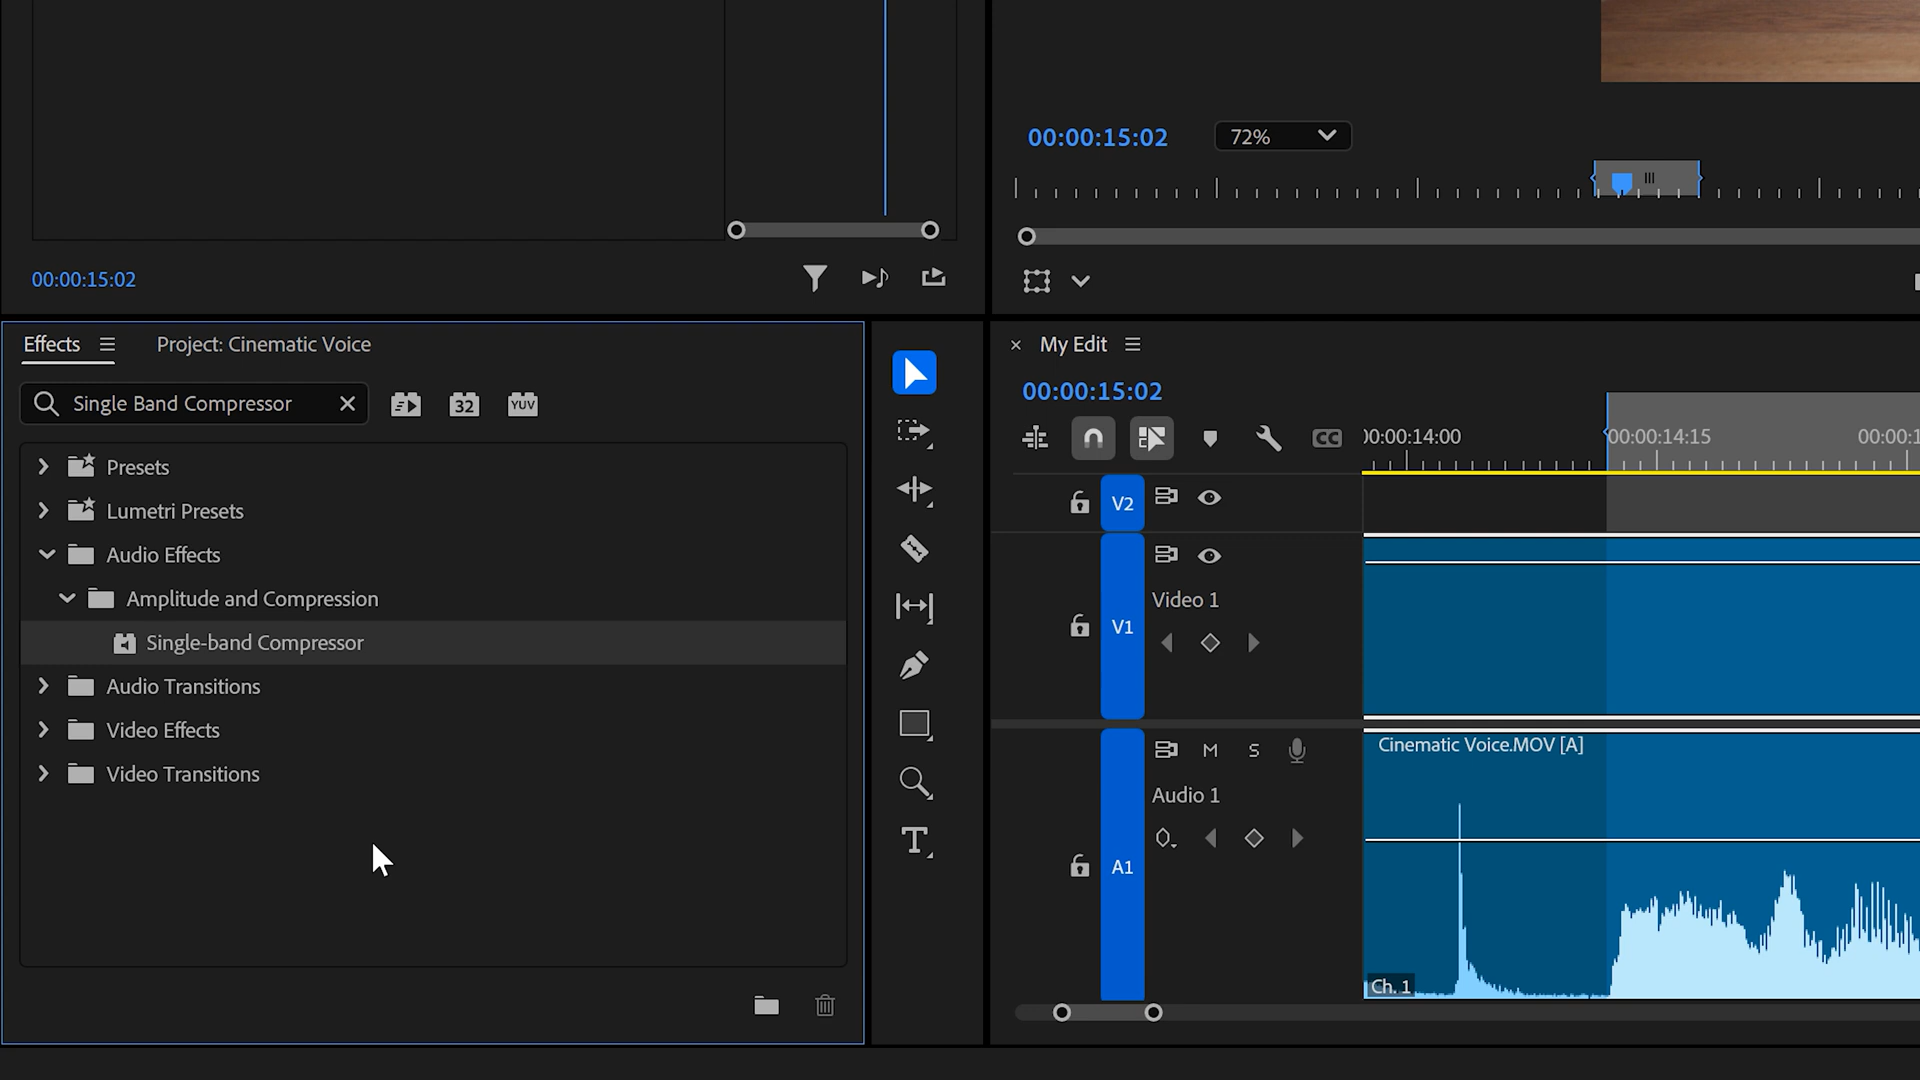 00:00:15:02
72%
00:00:15:02
Effects
Project: Cinematic Voice
Single Band Compressor
32
YUV
Presets
Lumetri Presets
Audio Effects
Amplitude and Compression
Single-band Compressor
Audio Transitions
Video Effects
Video Transitions
My Edit
00:00:15:02
CC
00:00:14:00
00:00:14:15
00:00:1
V2
V1
Video 1
A1
M
S
Audio 1
Cinematic Voice.MOV [A]
Ch. 1